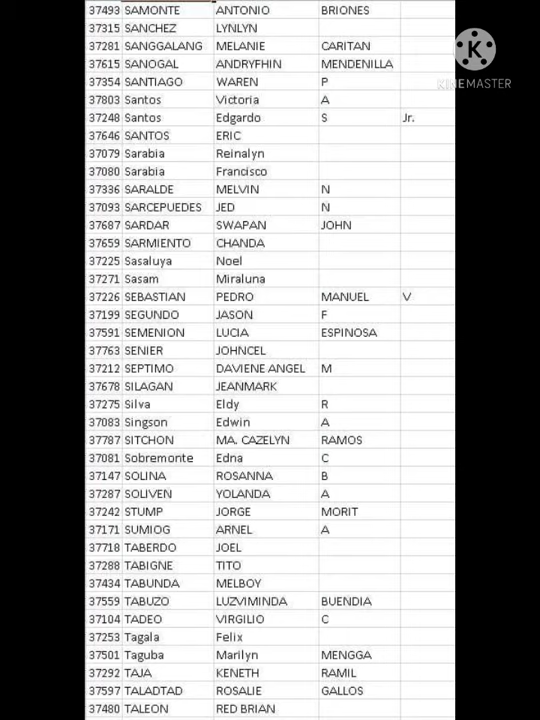 37493 SAMONTE ANTONIO BRIONES
37315 SANCHEZ LYNLYN
37281 SANGGALANG MELANIE CARITAN
37615 SANOGAL ANDRYFHIN MENDENILLA
37354 SANTIAGO WAREN P
37803 Santos Victoria A
37248 Santos Edgardo S Jr.
37646 SANTOS ERIC
37079 Sarabia Reinalyn
37080 Sarabia Francisco
37336 SARALDE MELVIN N
37093 SARCEPUEDES JED N
37687 SARDAR SWAPAN JOHN
37659 SARMIENTO CHANDA
37225 Sasaluya Noel
37271 Sasam Miraluna
37226 SEBASTIAN PEDRO MANUEL V
37199 SEGUNDO JASON F
37591 SEMENION LUCIA ESPINOSA
37763 SENIER JOHNCEL
37212 SEPTIMO DAVIENE ANGEL M
37678 SILAGAN JEANMARK
37275 Silva Eldy R
37083 Singson Edwin A
37787 SITCHON MA. CAZELYN RAMOS
37081 Sobremonte Edna C
37147 SOLINA ROSANNA B
37287 SOLIVEN YOLANDA A
37242 STUMP JORGE MORIT
37171 SUMIOG ARNEL A
37718 TABERDO JOEL
37288 TABIGNE TITO
37434 TABUNDA MELBOY
37559 TABUZO LUZVIMINDA BUENDIA
37104 TADEO VIRGILIO C
37253 Tagala Felix
37501 Taguba Marilyn MENGGA
37292 TAJA KENETH RAMIL
37597 TALADTAD ROSALIE GALLOS
37480 TALEON RED BRIAN
KINEMASTER